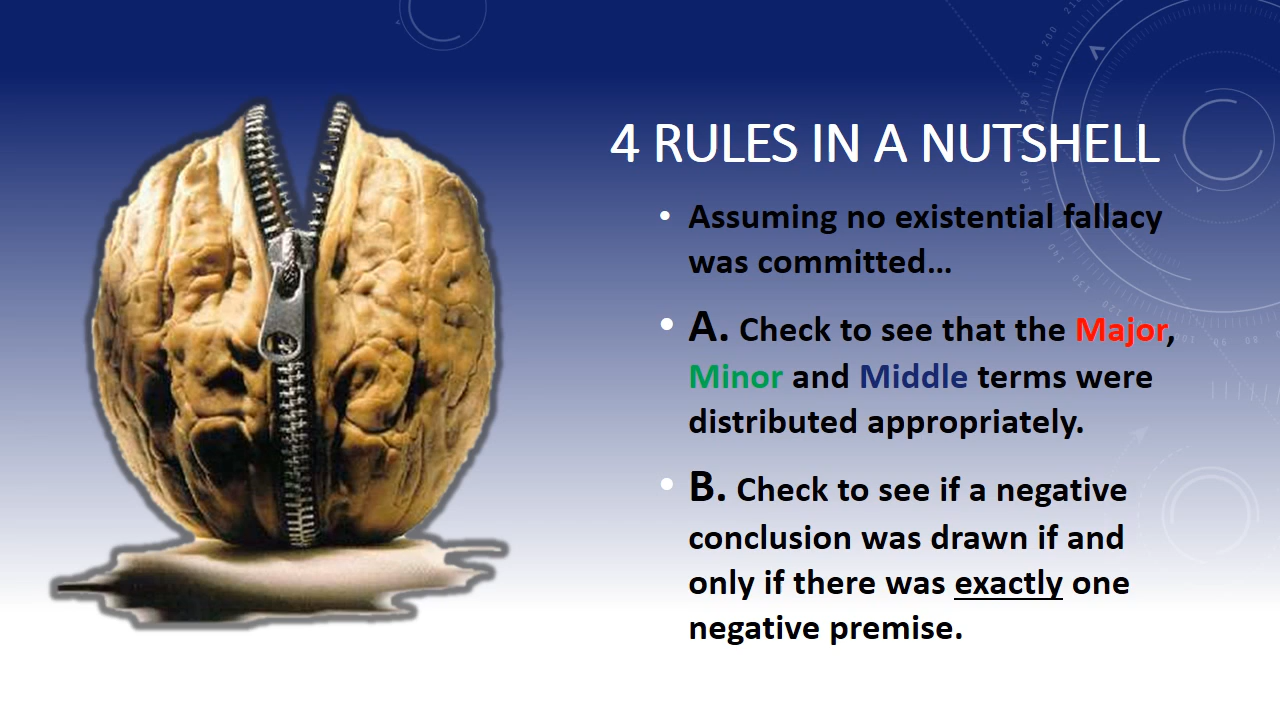 4 RULES IN A NUTSHELL
• Assuming no existential fallacy
was committed…
• A. Check to see that the Major,
Minor and Middle terms were
distributed appropriately.
• B. Check to see if a negative
conclusion was drawn if and
only if there was exactly one
negative premise.